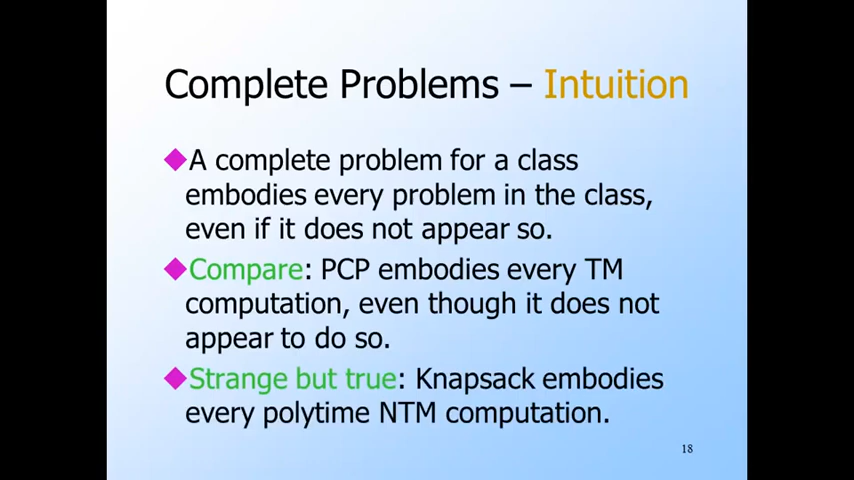 Complete Problems – Intuition
A complete problem for a class
embodies every problem in the class,
even if it does not appear so.
Compare: PCP embodies every TM
computation, even though it does not
appear to do so.
Strange but true: Knapsack embodies
every polytime NTM computation.
18